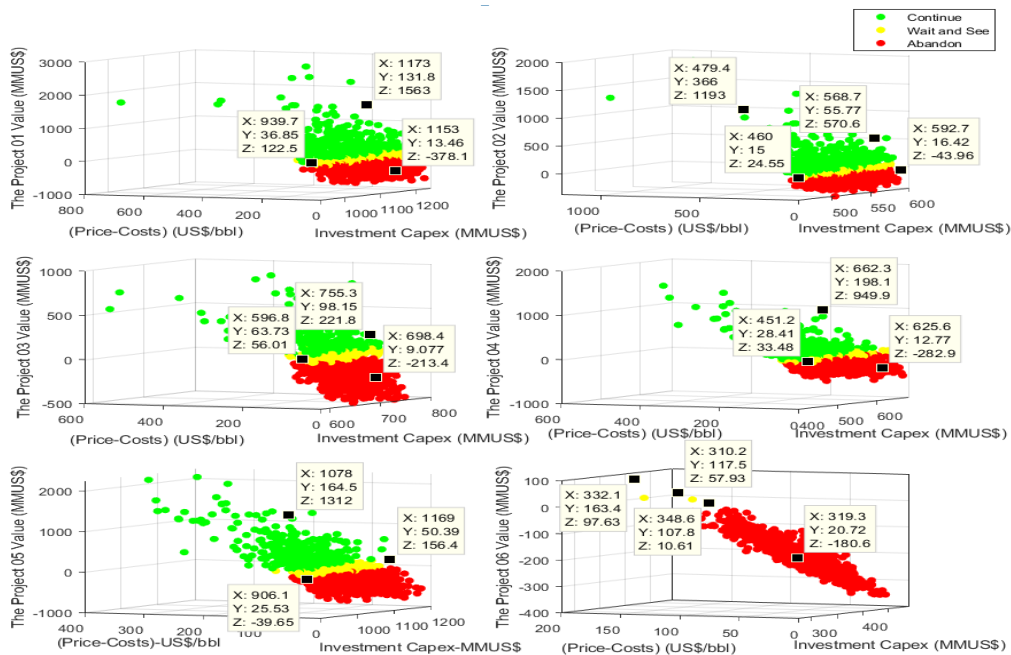 Continue
Wait and See
Abandon
The Project 01 Value (MMUS$)
3000
2000
1000
0
-1000
800
600
400
200
0
1000
1100
1200
(Price-Costs) (US$/bbl)
Investment Capex (MMUS$)
X: 1173
Y: 131.8
Z: 1563
X: 939.7
Y: 36.85
Z: 122.5
X: 1153
Y: 13.46
Z: -378.1
The Project 02 Value (MMUS$)
1500
1000
500
0
1000
500
0
500
550
600
(Price-Costs) (US$/bbl)
Investment Capex (MMUS$)
X: 479.4
Y: 366
Z: 1193
X: 568.7
Y: 55.77
Z: 570.6
X: 460
Y: 15
Z: 24.55
X: 592.7
Y: 16.42
Z: -43.96
The Project 03 Value (MMUS$)
1000
500
0
-500
600
400
200
0
600
700
800
(Price-Costs) (US$/bbl)
Investment Capex (MMUS$)
X: 755.3
Y: 98.15
Z: 221.8
X: 596.8
Y: 63.73
Z: 56.01
X: 698.4
Y: 9.077
Z: -213.4
The Project 04 Value (MMUS$)
2000
1000
0
-1000
600
400
200
0
400
500
600
(Price-Costs) (US$/bbl)
Investment Capex (MMUS$)
X: 662.3
Y: 198.1
Z: 949.9
X: 451.2
Y: 28.41
Z: 33.48
X: 625.6
Y: 12.77
Z: -282.9
The Project 05 Value (MMUS$)
2000
1000
0
-1000
400
300
200
100
0
1000
1100
1200
(Price-Costs)-US$/bbl
Investment Capex-MMUS$
X: 1078
Y: 164.5
Z: 1312
X: 1169
Y: 50.39
Z: 156.4
X: 906.1
Y: 25.53
Z: -39.65
The Project 06 Value (MMUS$)
100
0
-100
-200
-300
-400
200
150
100
50
0
300
400
(Price-Costs) (US$/bbl)
Investment Capex (MMUS$)
X: 310.2
Y: 117.5
Z: 57.93
X: 332.1
Y: 163.4
Z: 97.63
X: 348.6
Y: 107.8
Z: 10.61
X: 319.3
Y: 20.72
Z: -180.6